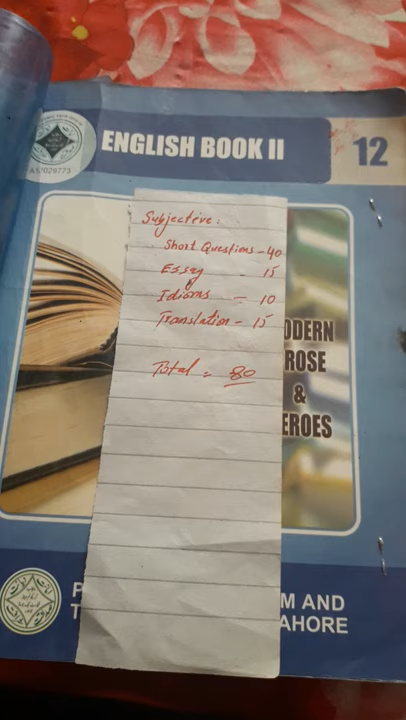 ENGLISH BOOK II
12
Subjective:
Short Questions - 40
Essay - 15
Idioms - 10
Translation - 15
Total = 80
ODERN
ROSE
&
EROES
M AND
AHORE